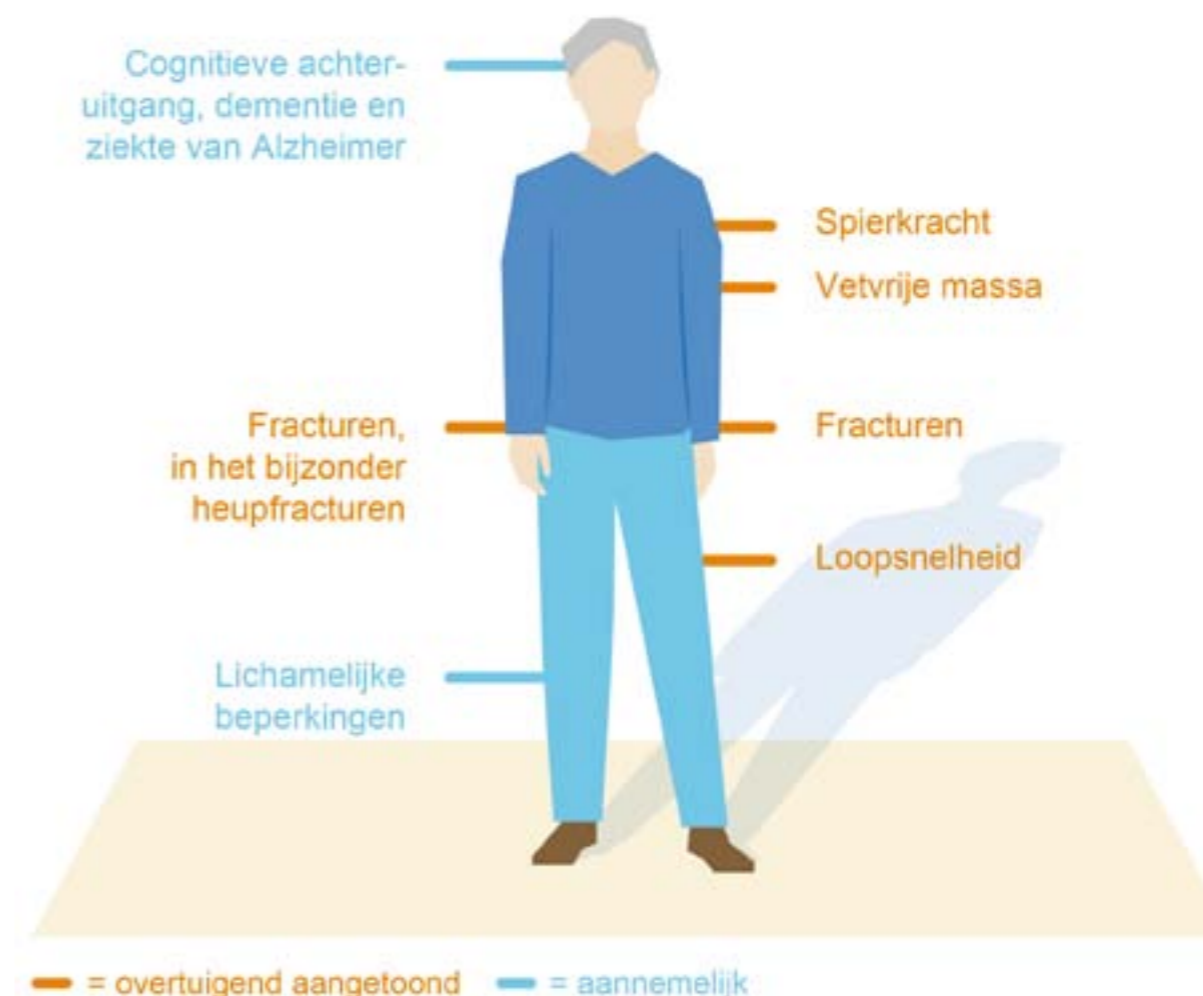 Cognitieve achter-
uitgang, dementie en
ziekte van Alzheimer
Spierkracht
Vetvrije massa
Fracturen,
in het bijzonder
heupfracturen
Fracturen
Loopsnelheid
Lichamelijke
beperkingen
= overtuigend aangetoond = aannemelijk